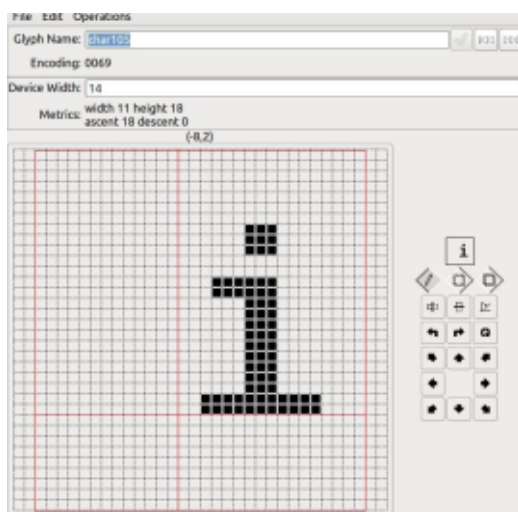 File Edit Operations
Glyph Name: char105
Encoding: 0069
Device Width: 14
Metrics: width 11 height 18
ascent 18 descent 0
(-8,2)
i
i